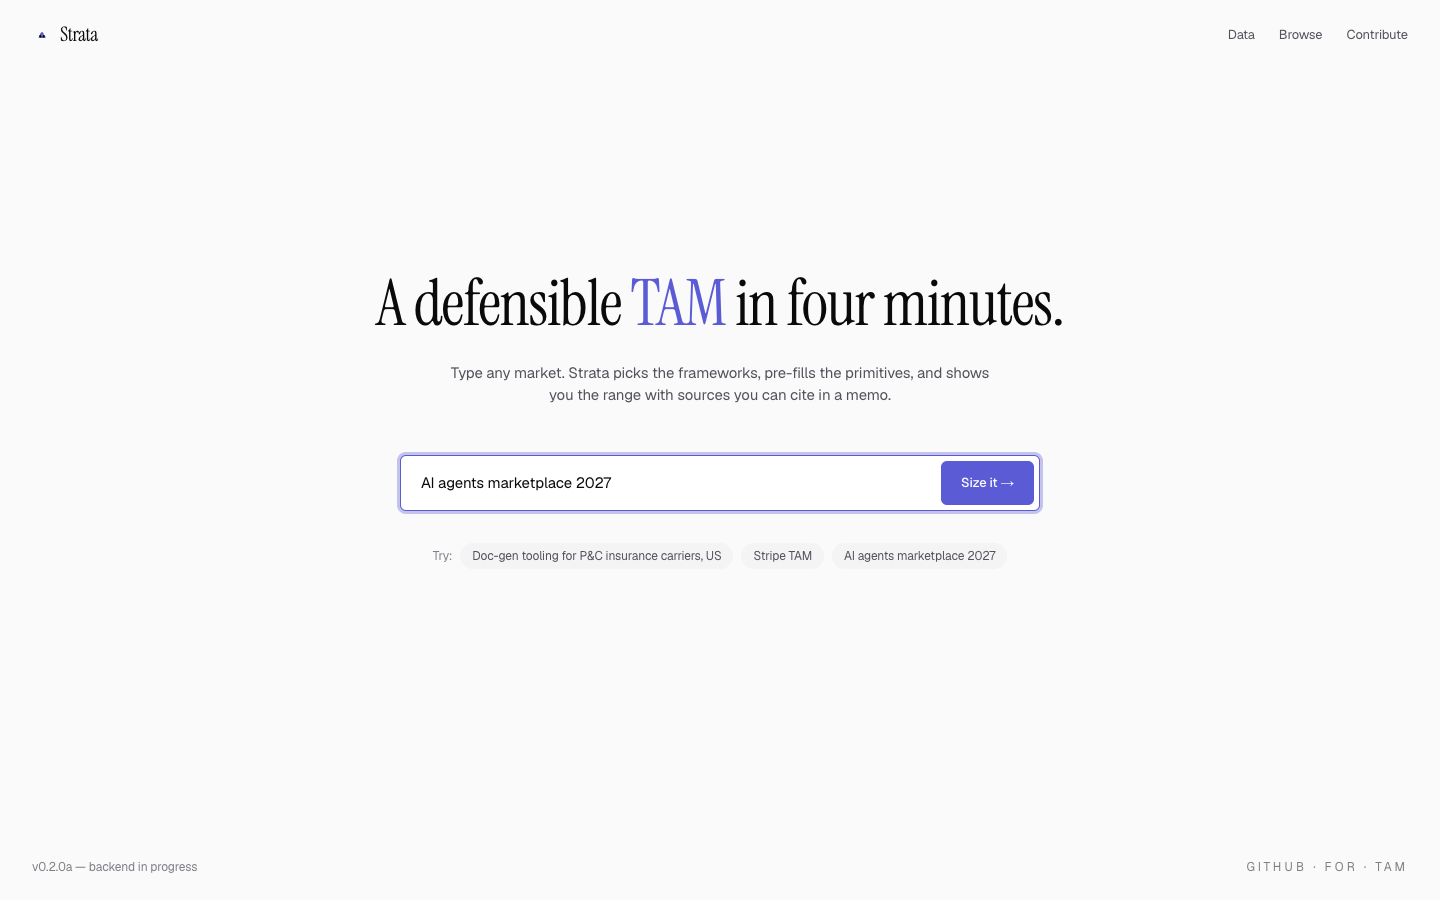 Strata
Data
Browse
Contribute
A defensible TAM in four minutes.
Type any market. Strata picks the frameworks, pre-fills the primitives, and shows
you the range with sources you can cite in a memo.
AI agents marketplace 2027
Size it →
Try:
Doc-gen tooling for P&C insurance carriers, US
Stripe TAM
AI agents marketplace 2027
v0.2.0a — backend in progress
GITHUB · FOR · TAM